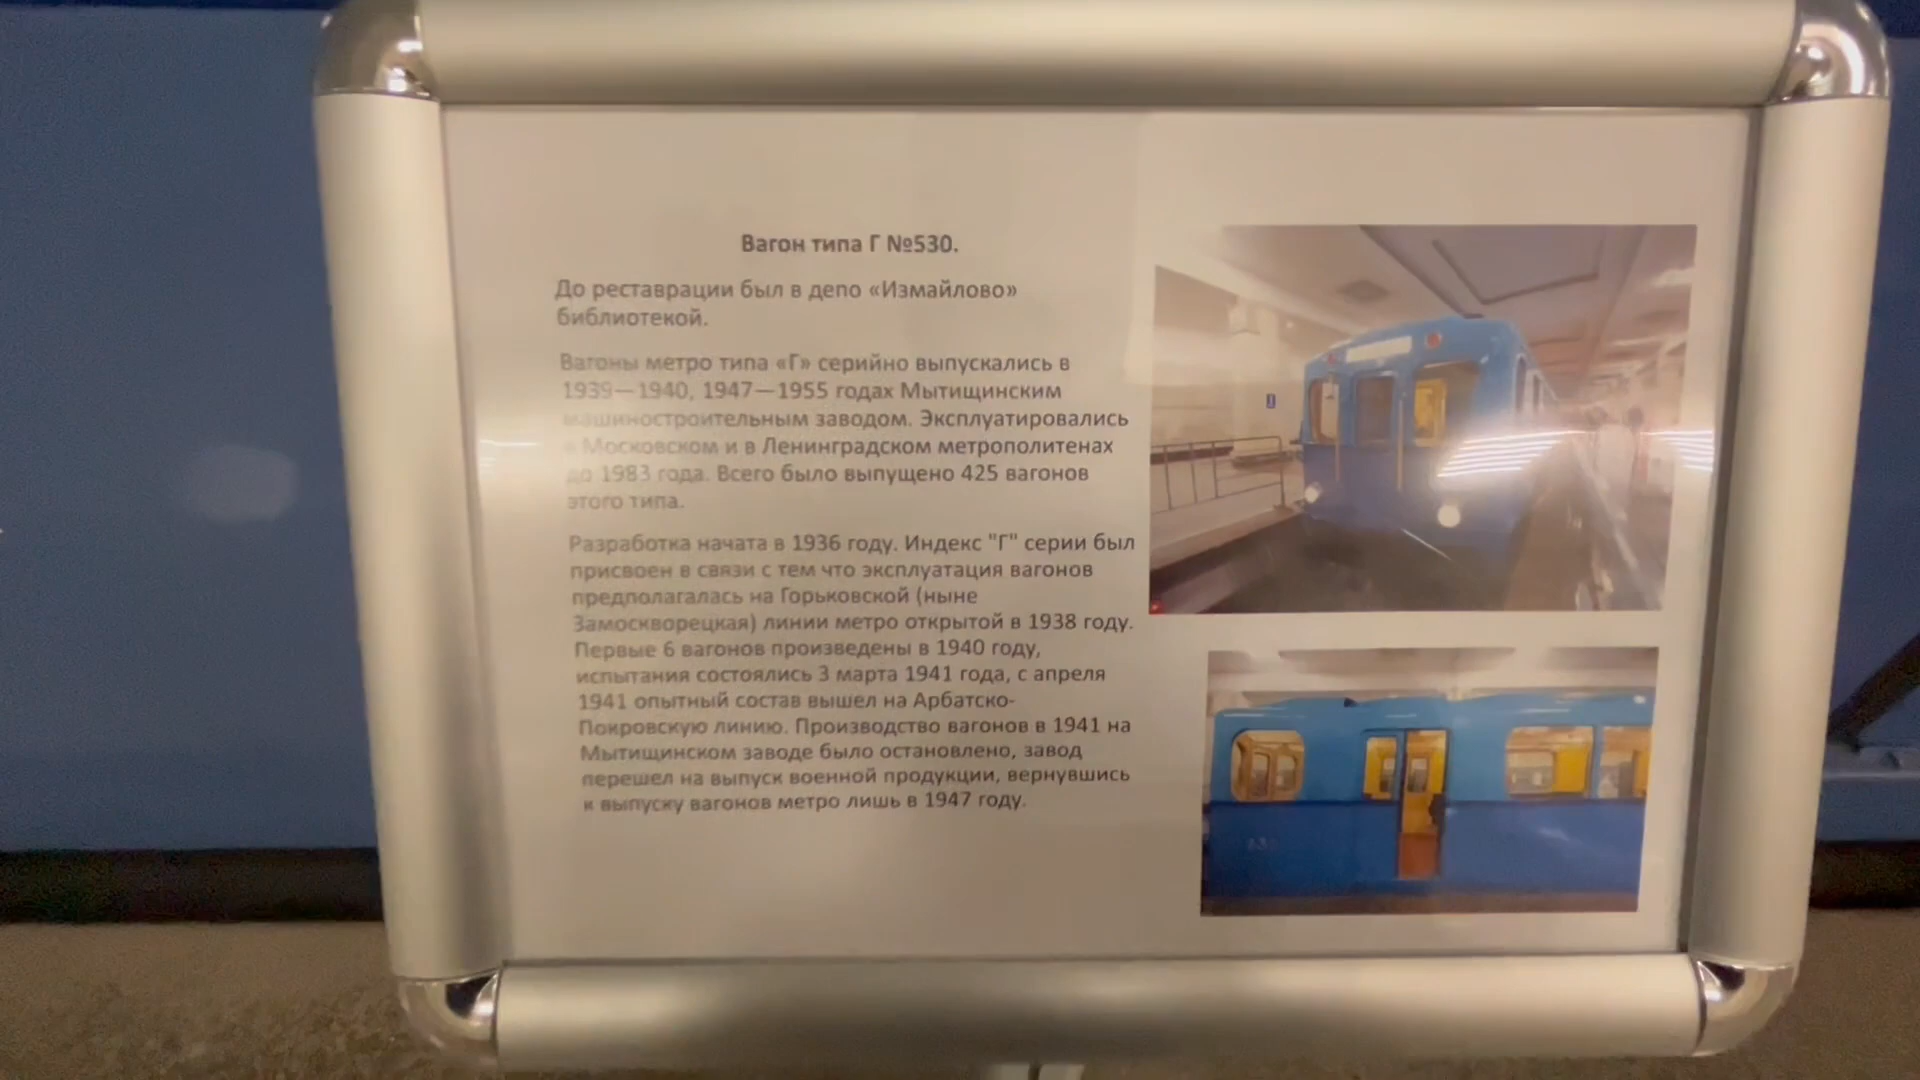 Вагон типа Г №530.
До реставрации был в депо «Измайлово»
библиотекой.
Вагоны метро типа «Г» серийно выпускались в
1939—1940, 1947—1955 годах Мытищинским
машиностроительным заводом. Эксплуатировались
в Московском и в Ленинградском метрополитенах
до 1983 года. Всего было выпущено 425 вагонов
этого типа.
Разработка начата в 1936 году. Индекс "Г" серии был
присвоен в связи с тем что эксплуатация вагонов
предполагалась на Горьковской (ныне
Замоскворецкая) линии метро открытой в 1938 году.
Первые 6 вагонов произведены в 1940 году,
испытания состоялись 3 марта 1941 года, с апреля
1941 опытный состав вышел на Арбатско-
Покровскую линию. Производство вагонов в 1941 на
Мытищинском заводе было остановлено, завод
перешел на выпуск военной продукции, вернувшись
к выпуску вагонов метро лишь в 1947 году.